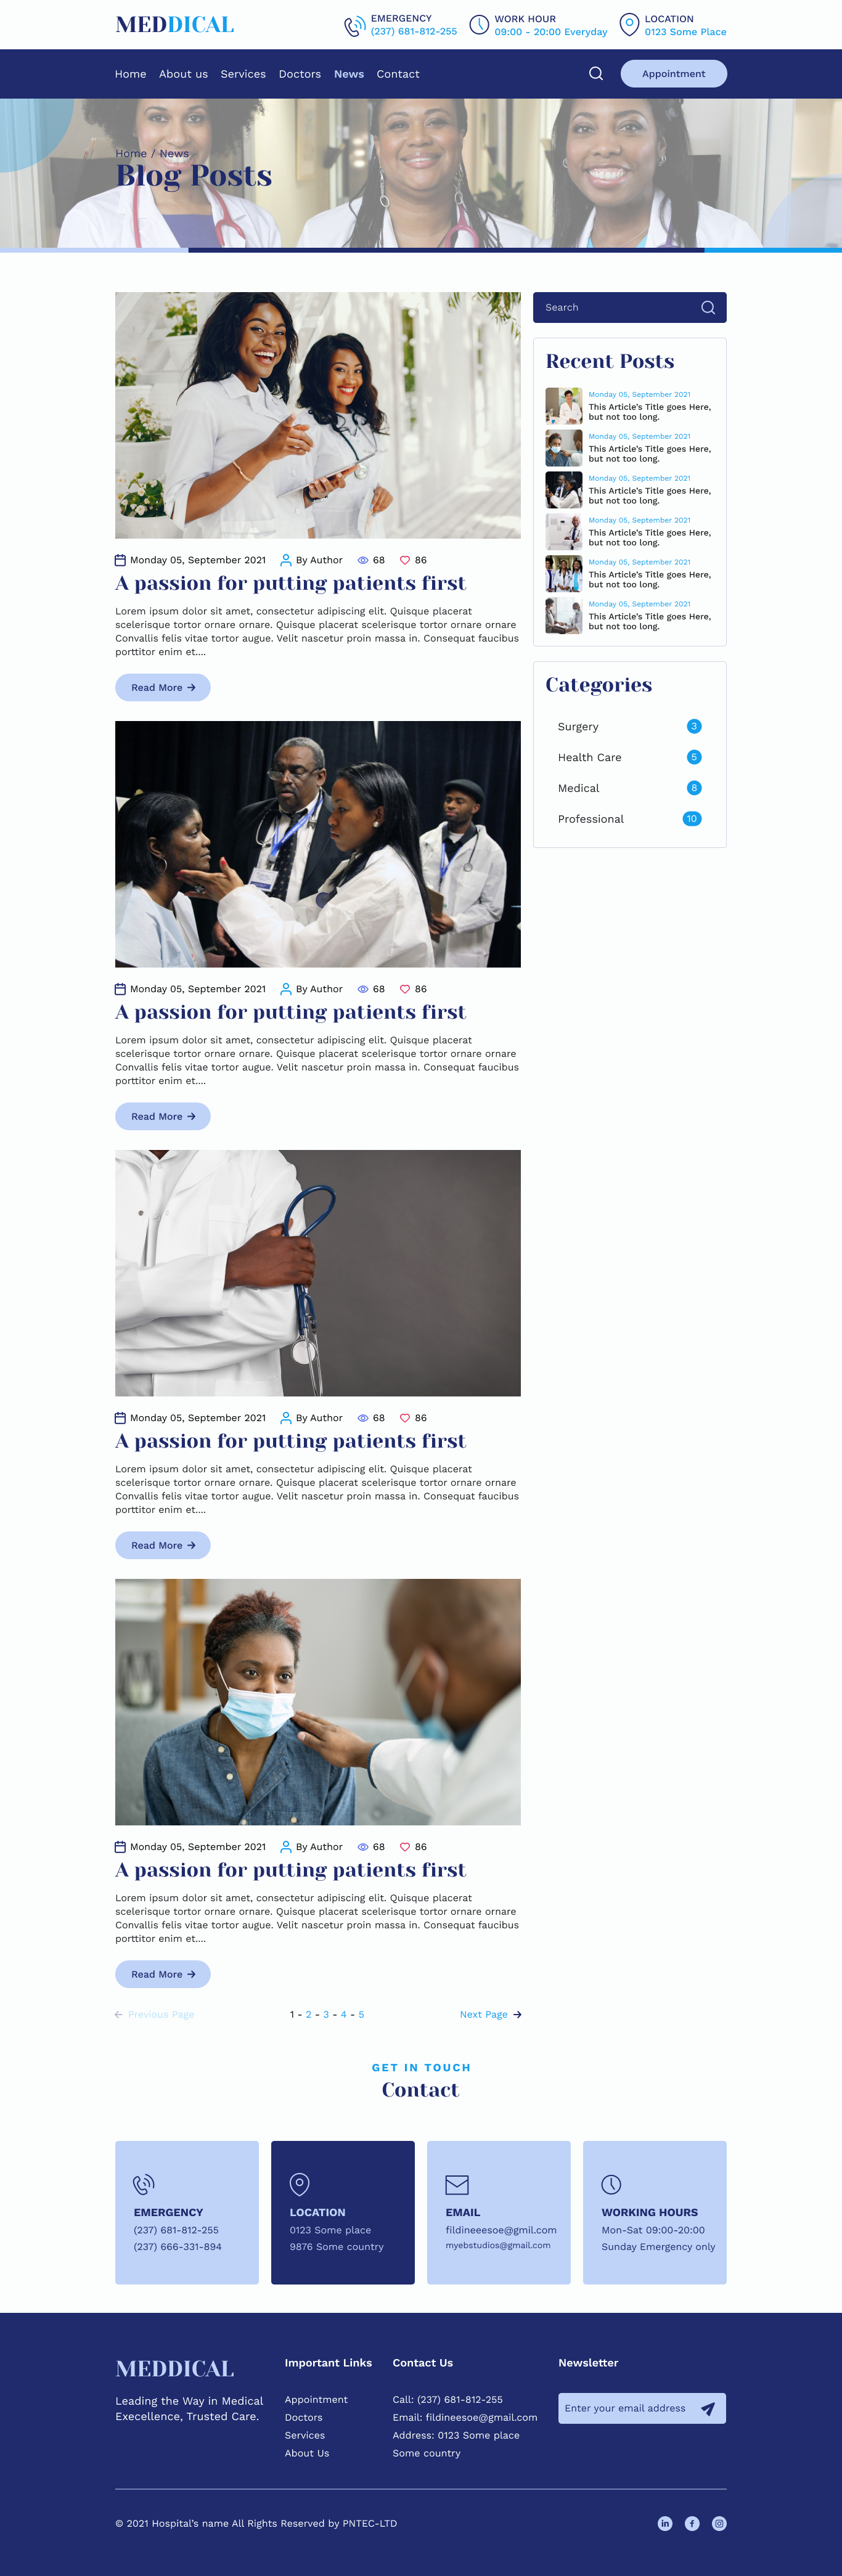 MEDDICAL
EMERGENCY
(237) 681-812-255
WORK HOUR
09:00 - 20:00 Everyday
LOCATION
0123 Some Place
Home About us Services Doctors News Contact
Appointment
Home / News
Blog Posts
Monday 05, September 2021 By Author 68 86
A passion for putting patients first
Lorem ipsum dolor sit amet, consectetur adipiscing elit. Quisque placerat
scelerisque tortor ornare ornare. Quisque placerat scelerisque tortor ornare ornare
Convallis felis vitae tortor augue. Velit nascetur proin massa in. Consequat faucibus
porttitor enim et....
Read More
Monday 05, September 2021 By Author 68 86
A passion for putting patients first
Lorem ipsum dolor sit amet, consectetur adipiscing elit. Quisque placerat
scelerisque tortor ornare ornare. Quisque placerat scelerisque tortor ornare ornare
Convallis felis vitae tortor augue. Velit nascetur proin massa in. Consequat faucibus
porttitor enim et....
Read More
Monday 05, September 2021 By Author 68 86
A passion for putting patients first
Lorem ipsum dolor sit amet, consectetur adipiscing elit. Quisque placerat
scelerisque tortor ornare ornare. Quisque placerat scelerisque tortor ornare ornare
Convallis felis vitae tortor augue. Velit nascetur proin massa in. Consequat faucibus
porttitor enim et....
Read More
Monday 05, September 2021 By Author 68 86
A passion for putting patients first
Lorem ipsum dolor sit amet, consectetur adipiscing elit. Quisque placerat
scelerisque tortor ornare ornare. Quisque placerat scelerisque tortor ornare ornare
Convallis felis vitae tortor augue. Velit nascetur proin massa in. Consequat faucibus
porttitor enim et....
Read More
Previous Page 1 - 2 - 3 - 4 - 5 Next Page
Search
Recent Posts
Monday 05, September 2021
This Article's Title goes Here,
but not too long.
Monday 05, September 2021
This Article's Title goes Here,
but not too long.
Monday 05, September 2021
This Article's Title goes Here,
but not too long.
Monday 05, September 2021
This Article's Title goes Here,
but not too long.
Monday 05, September 2021
This Article's Title goes Here,
but not too long.
Monday 05, September 2021
This Article's Title goes Here,
but not too long.
Categories
Surgery 3
Health Care 5
Medical 8
Professional 10
GET IN TOUCH
Contact
EMERGENCY
(237) 681-812-255
(237) 666-331-894
LOCATION
0123 Some place
9876 Some country
EMAIL
fildineeesoe@gmil.com
myebstudios@gmail.com
WORKING HOURS
Mon-Sat 09:00-20:00
Sunday Emergency only
MEDDICAL
Leading the Way in Medical
Execellence, Trusted Care.
Important Links
Appointment
Doctors
Services
About Us
Contact Us
Call: (237) 681-812-255
Email: fildineesoe@gmail.com
Address: 0123 Some place
Some country
Newsletter
Enter your email address
© 2021 Hospital's name All Rights Reserved by PNTEC-LTD